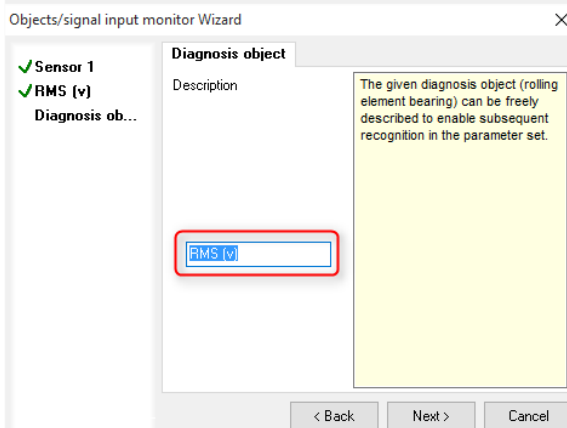 Objects/signal input monitor Wizard
Sensor 1
RMS (v)
Diagnosis ob...
Diagnosis object
Description
The given diagnosis object (rolling
element bearing) can be freely
described to enable subsequent
recognition in the parameter set.
RMS (v)
< Back
Next >
Cancel